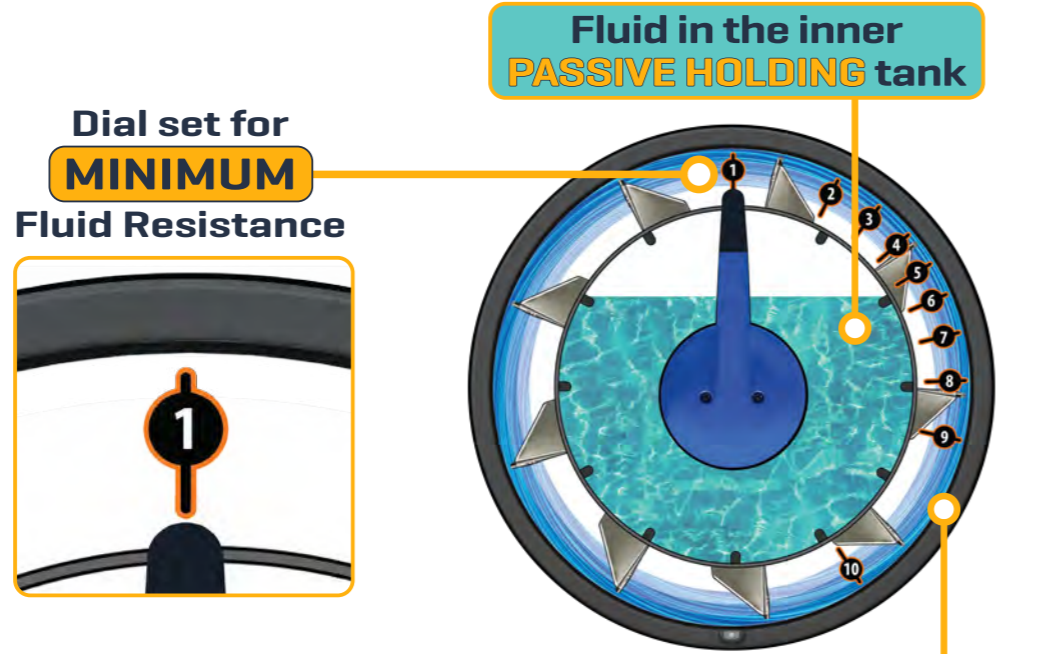 Fluid in the inner
PASSIVE HOLDING tank
Dial set for
MINIMUM
Fluid Resistance
1
1
2
3
4
5
6
7
8
9
10